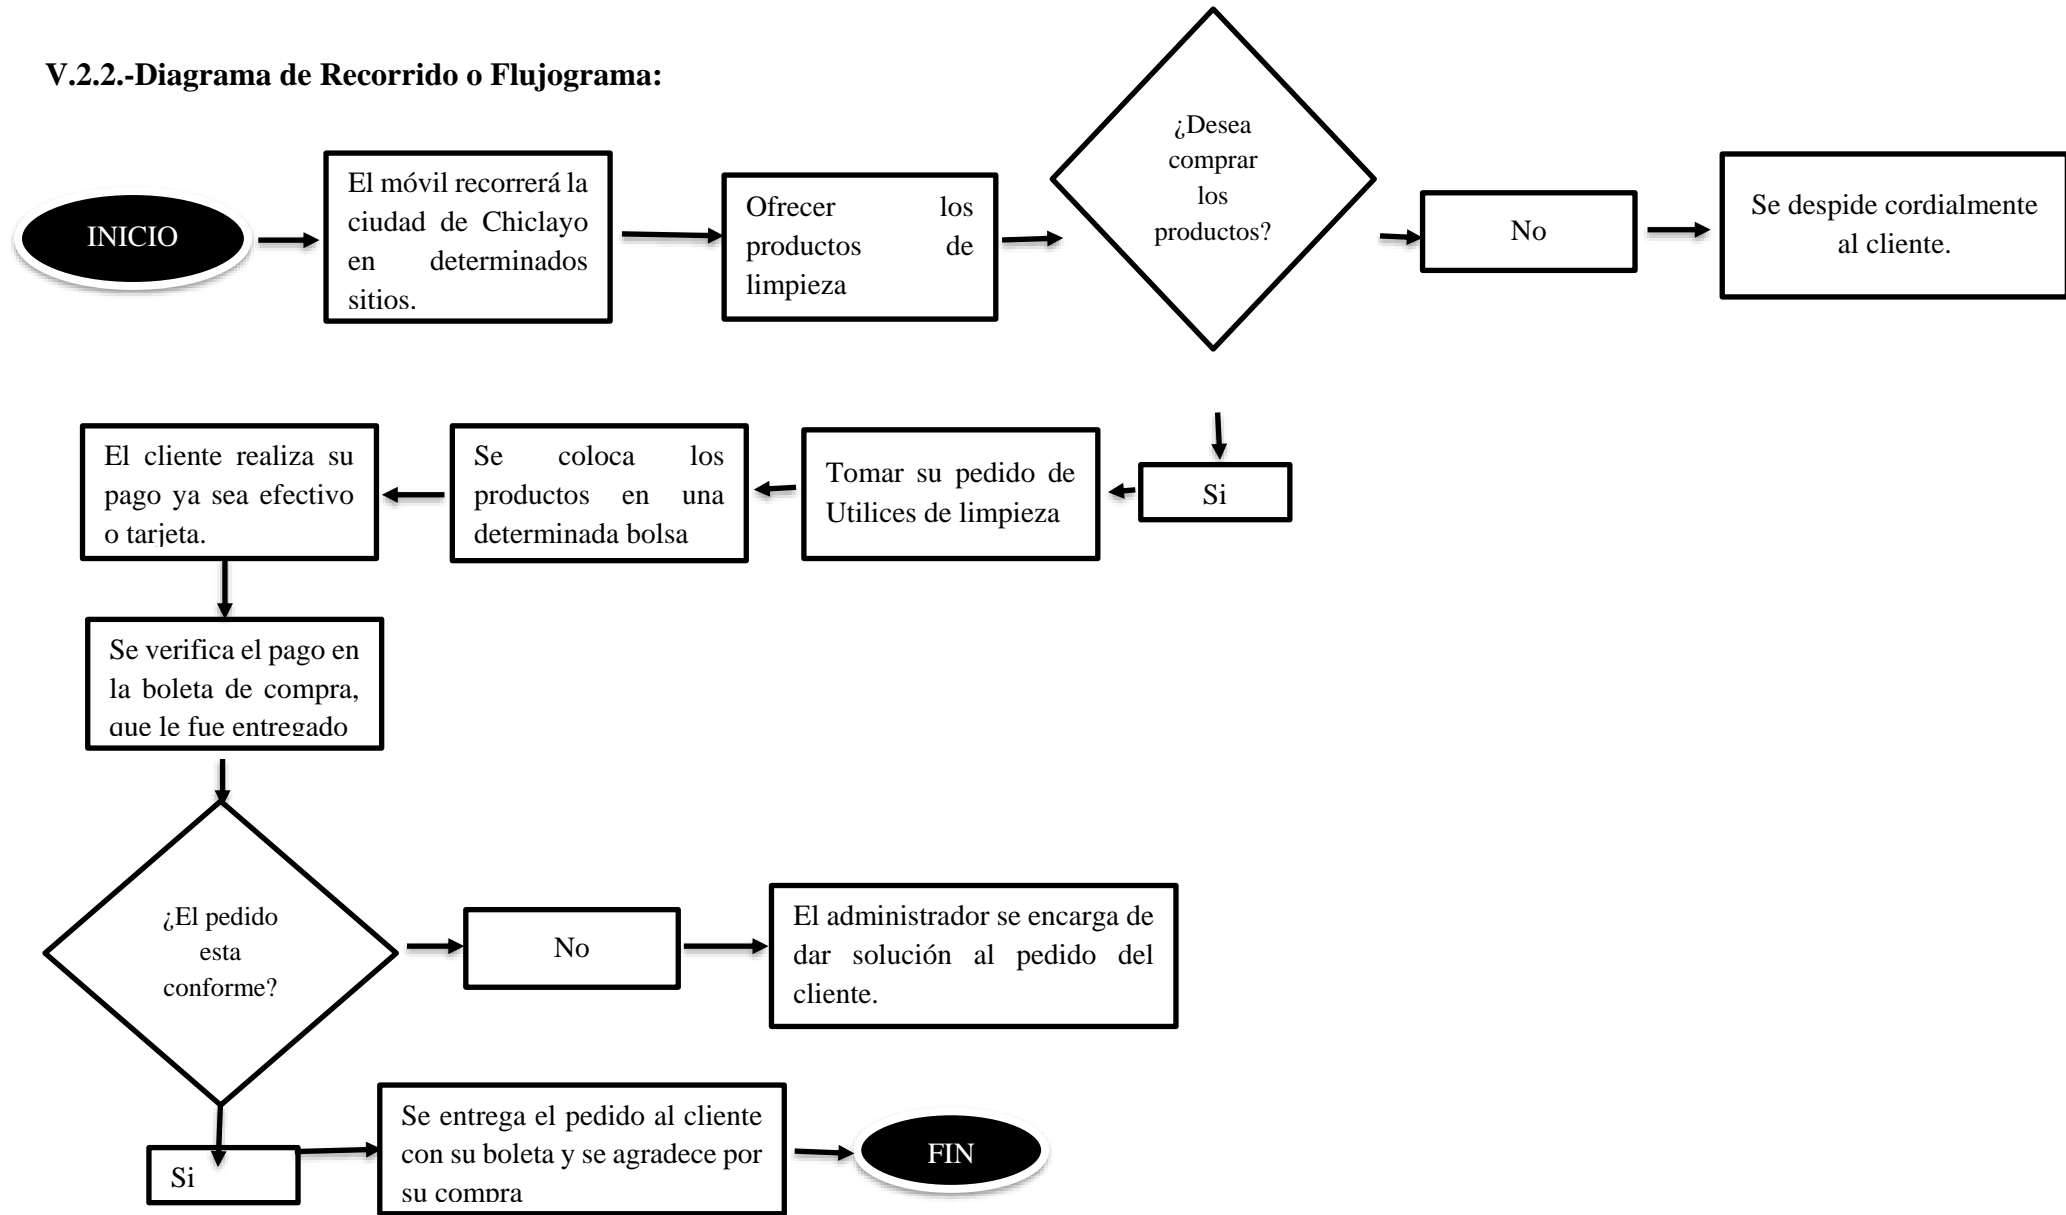 V.2.2.-Diagrama de Recorrido o Flujograma:
INICIO
El móvil recorrerá la
ciudad de Chiclayo
en determinados
sitios.
Ofrecer los
productos de
limpieza
¿Desea
comprar
los
productos?
No
Se despide cordialmente
al cliente.
Si
Tomar su pedido de
Utilices de limpieza
Se coloca los
productos en una
determinada bolsa
El cliente realiza su
pago ya sea efectivo
o tarjeta.
Se verifica el pago en
la boleta de compra,
que le fue entregado
¿El pedido
esta
conforme?
No
El administrador se encarga de
dar solución al pedido del
cliente.
Si
Se entrega el pedido al cliente
con su boleta y se agradece por
su compra
FIN